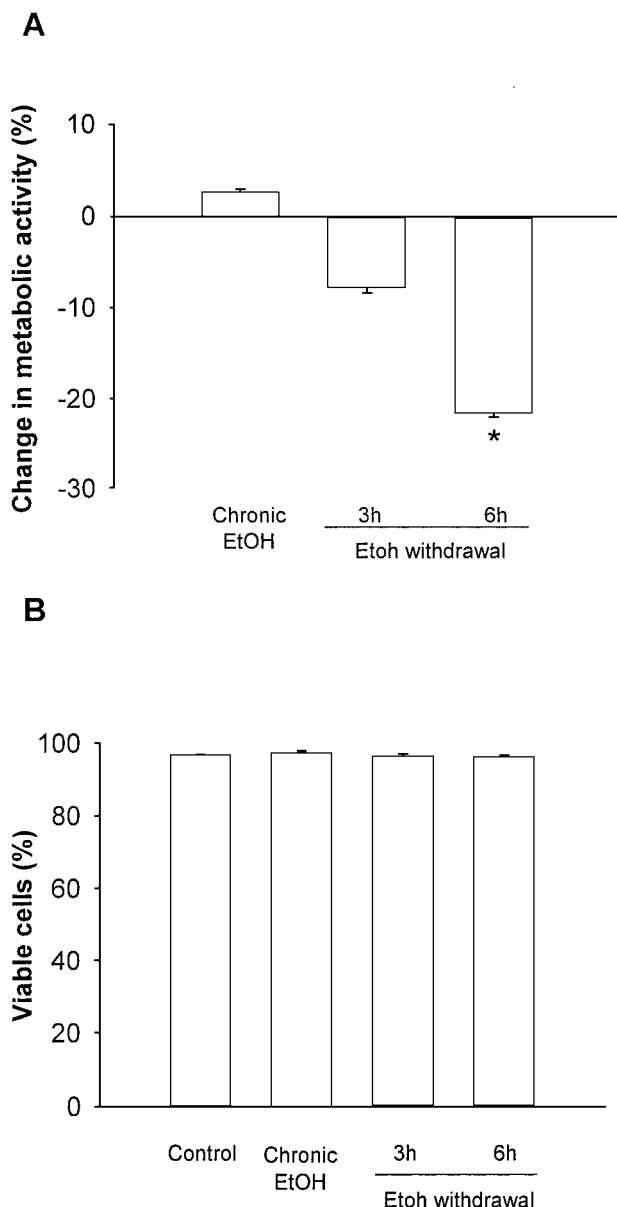 A
Change in metabolic activity (%)
10
0
-10
-20
-30
*
Chronic
EtOH
3h
6h
Etoh withdrawal
B
Viable cells (%)
100
80
60
40
20
0
Control
Chronic
EtOH
3h
6h
Etoh withdrawal